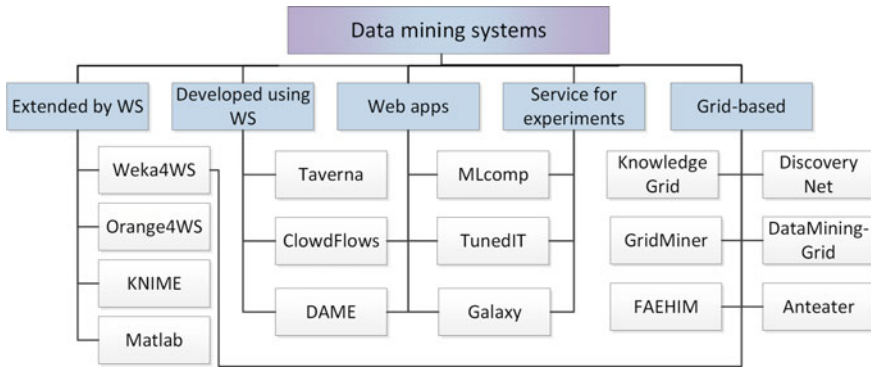 Data mining systems
Extended by WS
Developed using
WS
Web apps
Service for
experiments
Grid-based
Weka4WS
Orange4WS
KNIME
Matlab
Taverna
ClowdFlows
DAME
MLcomp
TunedIT
Galaxy
Knowledge
Grid
Discovery
Net
GridMiner
DataMining-
Grid
FAEHIM
Anteater